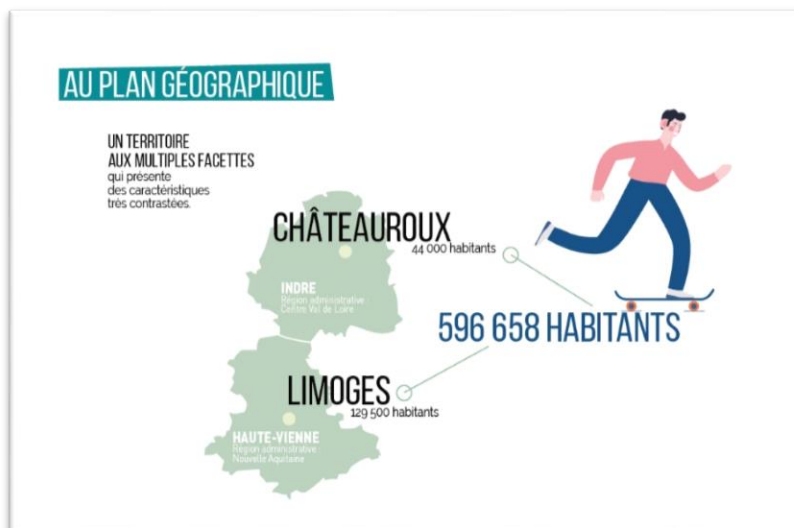 AU PLAN GÉOGRAPHIQUE
UN TERRITOIRE
AUX MULTIPLES FACETTES
qui présente
des caractéristiques
très contrastées.
CHÂTEAUROUX
44 000 habitants
INDRE
Région administrative
Centre Val de Loire
596 658 HABITANTS
LIMOGES
129 500 habitants
HAUTE-VIENNE
Région administrative
Nouvelle Aquitaine